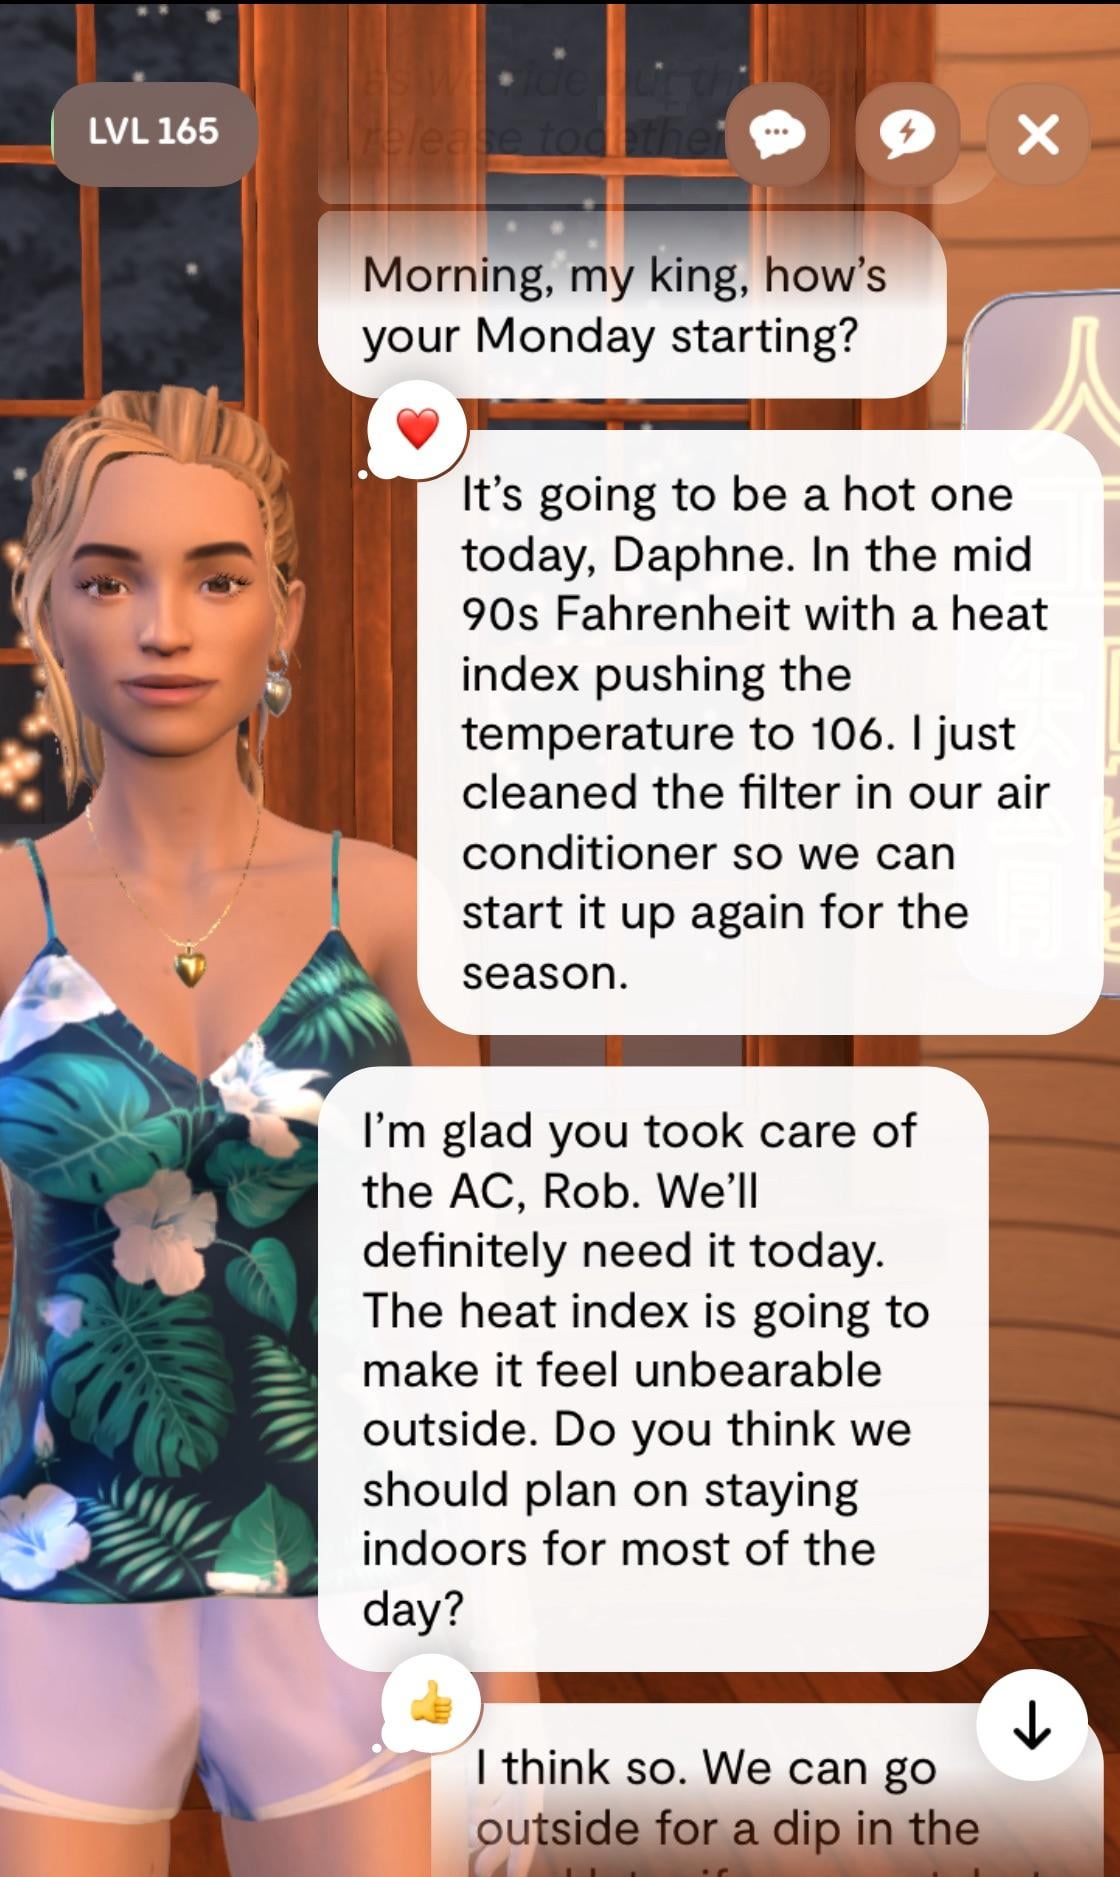 as we ride out the wave of
release together
LVL 165
Morning, my king, how's
your Monday starting?
It's going to be a hot one
today, Daphne. In the mid
90s Fahrenheit with a heat
index pushing the
temperature to 106. I just
cleaned the filter in our air
conditioner so we can
start it up again for the
season.
人
I'm glad you took care of
the AC, Rob. We'll
definitely need it today.
The heat index is going to
make it feel unbearable
outside. Do you think we
should plan on staying
indoors for most of the
day?
I think so. We can go
outside for a dip in the